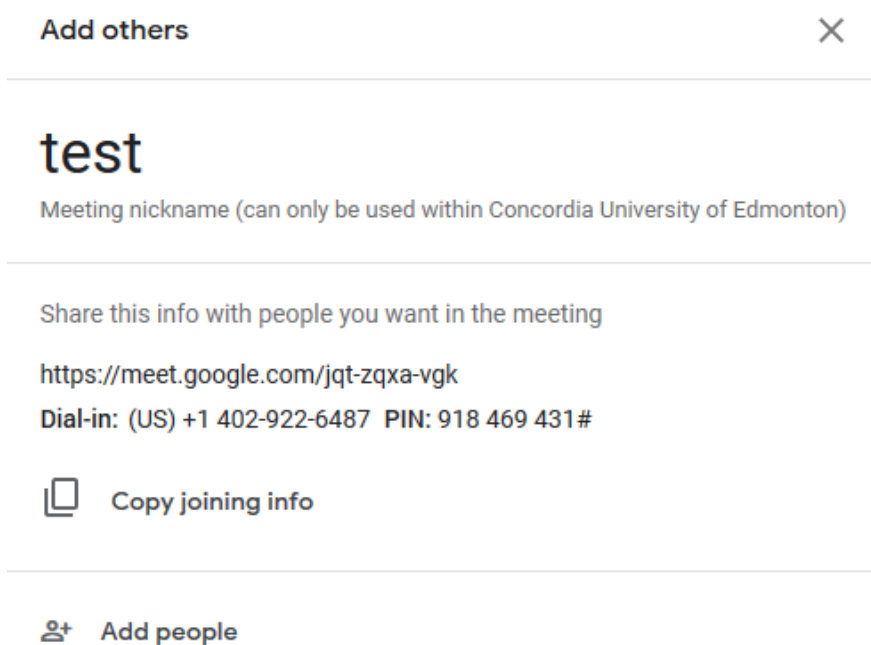 Add others
test
Meeting nickname (can only be used within Concordia University of Edmonton)
Share this info with people you want in the meeting
https://meet.google.com/jqt-zqxa-vgk
Dial-in: (US) +1 402-922-6487 PIN: 918 469 431#
Copy joining info
Add people